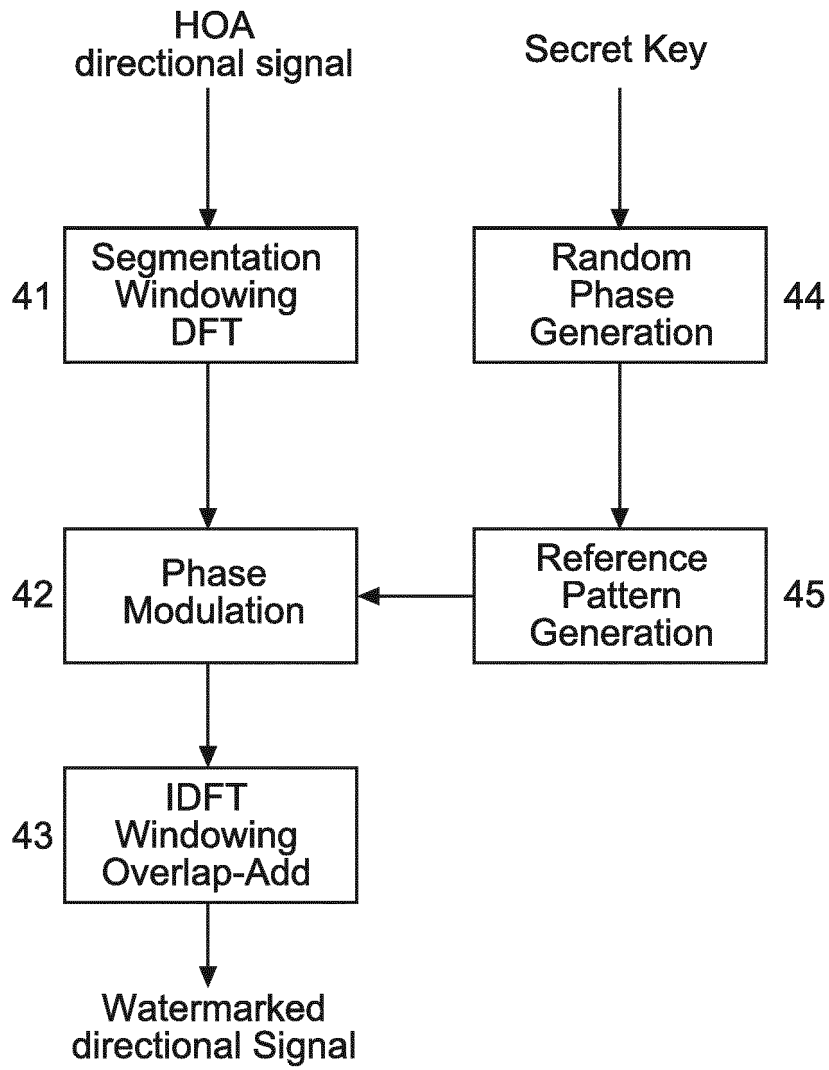 HOA
directional signal
Secret Key
41
Segmentation
Windowing
DFT
Random
Phase
Generation
44
42
Phase
Modulation
Reference
Pattern
Generation
45
43
IDFT
Windowing
Overlap-Add
Watermarked
directional Signal